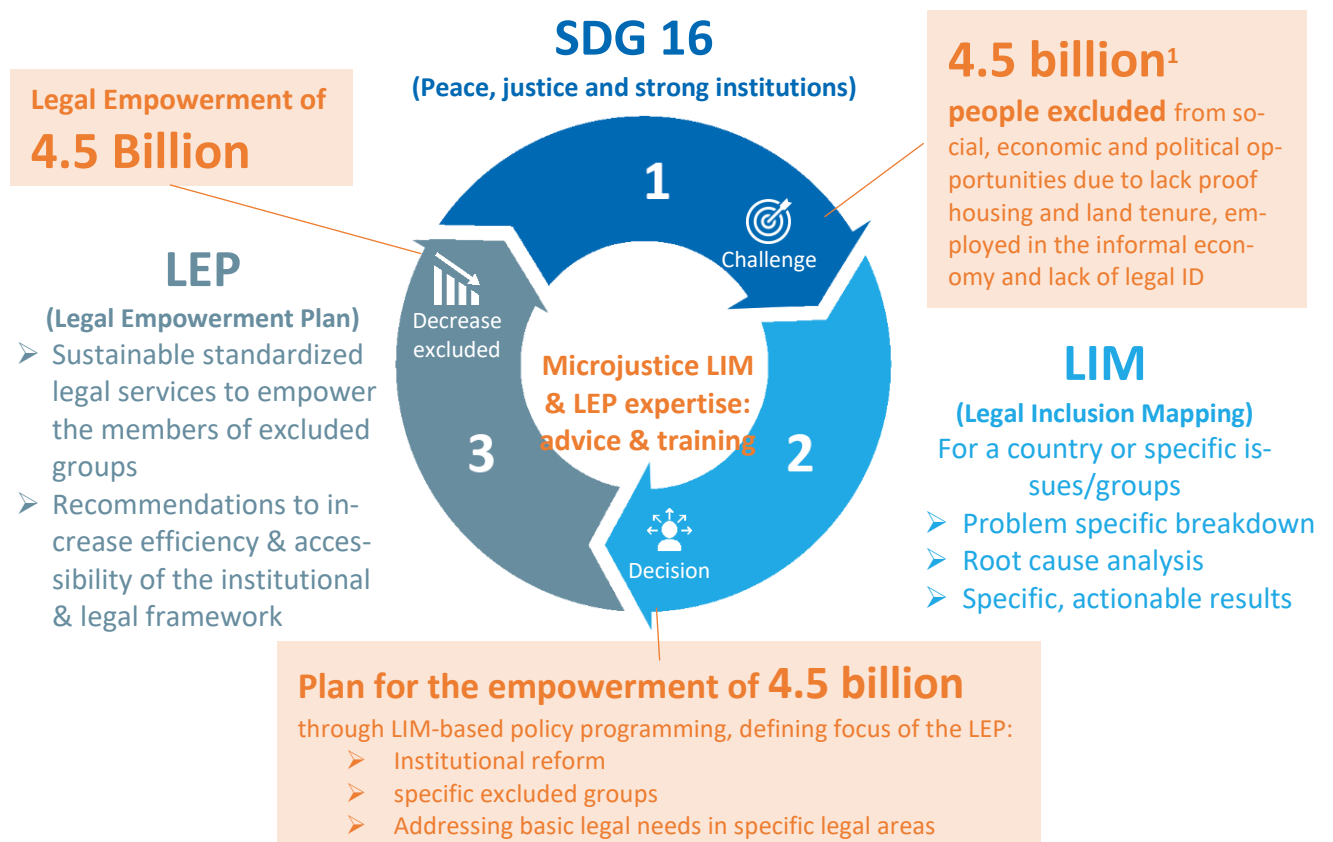 SDG 16
(Peace, justice and strong institutions)
Legal Empowerment of
4.5 Billion
4.5 billion¹
people excluded from so-
cial, economic and political op-
portunities due to lack proof
housing and land tenure, em-
ployed in the informal econ-
omy and lack of legal ID
1
Challenge
LEP
(Legal Empowerment Plan)
➢ Sustainable standardized
legal services to empower
the members of excluded
groups
➢ Recommendations to in-
crease efficiency & acces-
sibility of the institutional
& legal framework
Decrease
excluded
3
Microjustice LIM
& LEP expertise:
advice & training
2
Decision
LIM
(Legal Inclusion Mapping)
For a country or specific is-
sues/groups
➢ Problem specific breakdown
➢ Root cause analysis
➢ Specific, actionable results
Plan for the empowerment of 4.5 billion
through LIM-based policy programming, defining focus of the LEP:
➢ Institutional reform
➢ specific excluded groups
➢ Addressing basic legal needs in specific legal areas